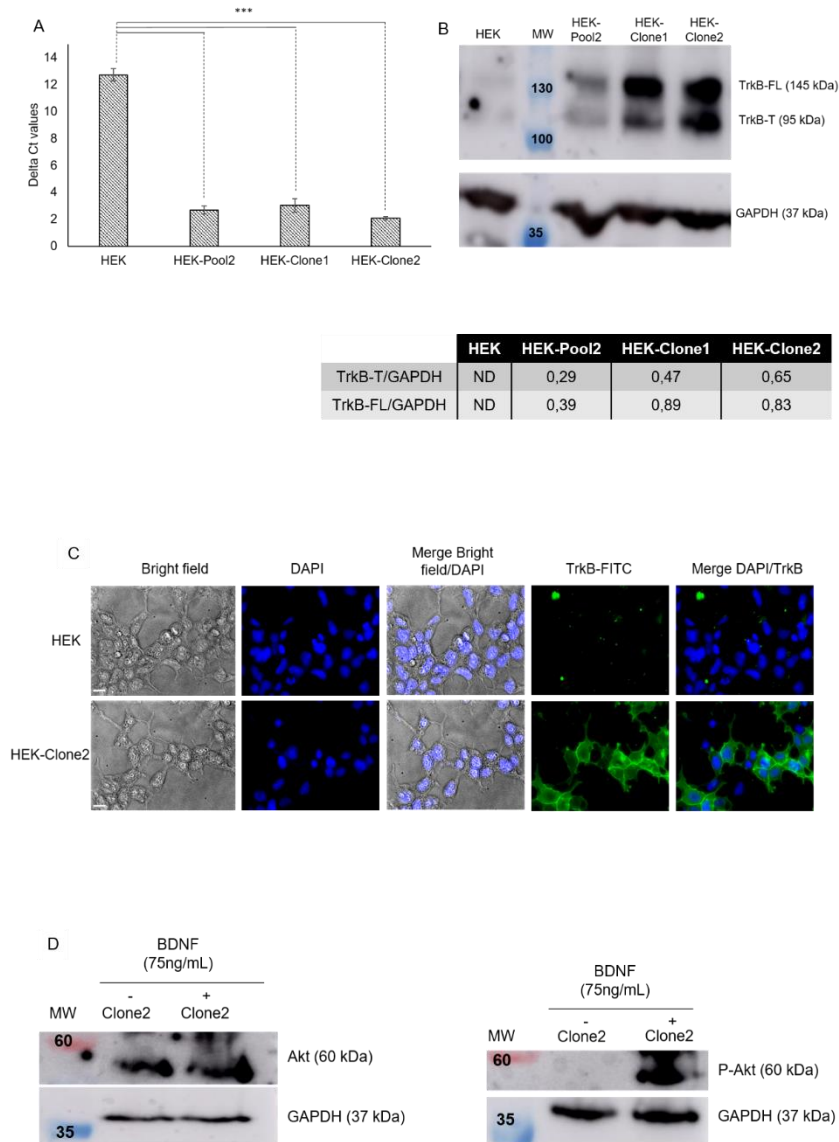 A
***
Delta Ct values
14
12
10
8
6
4
2
0
HEK
HEK-Pool2
HEK-Clone1
HEK-Clone2
B
HEK
MW
HEK-
Pool2
HEK-
Clone1
HEK-
Clone2
130
100
35
TrkB-FL (145 kDa)
TrkB-T (95 kDa)
GAPDH (37 kDa)
HEK HEK-Pool2 HEK-Clone1 HEK-Clone2
TrkB-T/GAPDH ND 0,29 0,47 0,65
TrkB-FL/GAPDH ND 0,39 0,89 0,83
C
Bright field
DAPI
Merge Bright
field/DAPI
TrkB-FITC
Merge DAPI/TrkB
HEK
HEK-Clone2
D
BDNF
(75ng/mL)
- +
MW Clone2 Clone2
60
Akt (60 kDa)
35
GAPDH (37 kDa)
BDNF
(75ng/mL)
- +
MW Clone2 Clone2
60
P-Akt (60 kDa)
35
GAPDH (37 kDa)